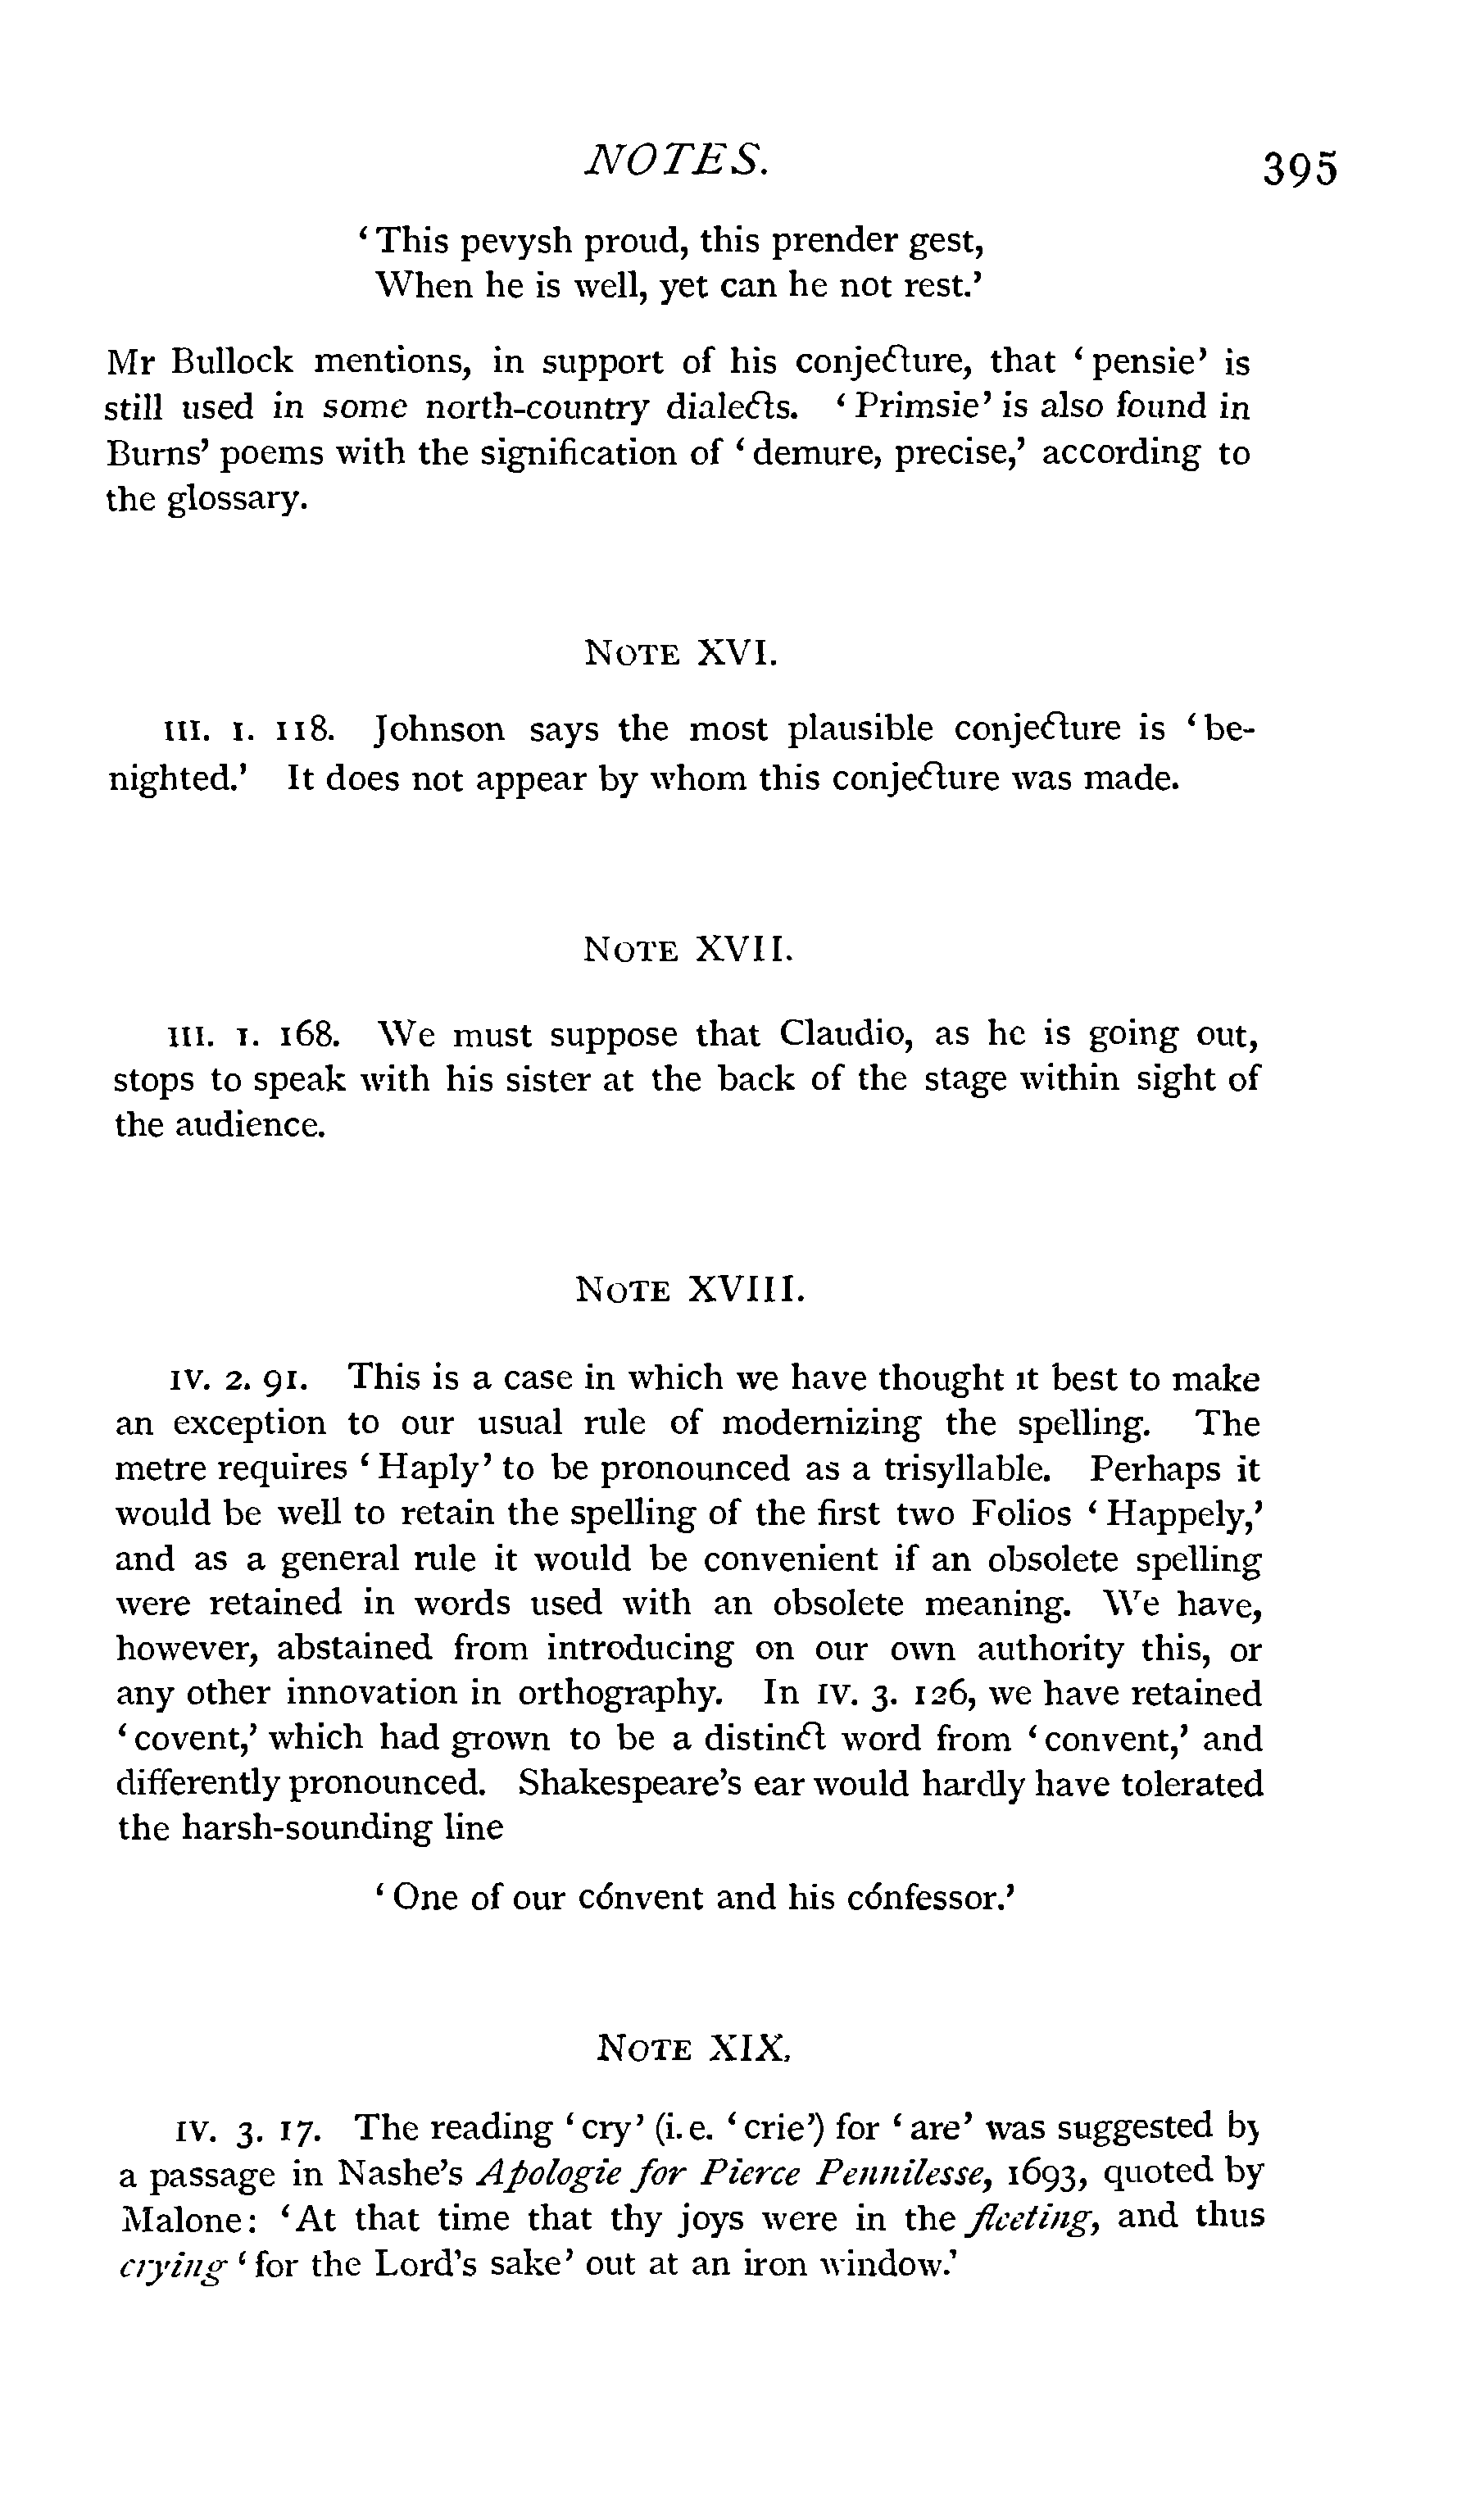 NOTES. 395
‘This pevysh proud, this prender gest,
When he is well, yet can he not rest.’
Mr Bullock mentions, in support of his conjecture, that ‘pensie’ is
still used in some north-country dialects. ‘Primsie’ is also found in
Burns’ poems with the signification of ‘demure, precise,’ according to
the glossary.
NOTE XVI.
III. 1. 118. Johnson says the most plausible conjecture is ‘be-
nighted.’ It does not appear by whom this conjecture was made.
NOTE XVII.
III. 1. 168. We must suppose that Claudio, as he is going out,
stops to speak with his sister at the back of the stage within sight of
the audience.
NOTE XVIII.
IV. 2. 91. This is a case in which we have thought it best to make
an exception to our usual rule of modernizing the spelling. The
metre requires ‘Haply’ to be pronounced as a trisyllable. Perhaps it
would be well to retain the spelling of the first two Folios ‘Happely,’
and as a general rule it would be convenient if an obsolete spelling
were retained in words used with an obsolete meaning. We have,
however, abstained from introducing on our own authority this, or
any other innovation in orthography. In IV. 3. 126, we have retained
‘covent,’ which had grown to be a distinct word from ‘convent,’ and
differently pronounced. Shakespeare’s ear would hardly have tolerated
the harsh-sounding line
‘One of our cónvent and his cónfessor.’
NOTE XIX.
IV. 3. 17. The reading ‘cry’ (i. e. ‘crie’) for ‘are’ was suggested by
a passage in Nashe’s Apologie for Pierce Pennilesse, 1693, quoted by
Malone: ‘At that time that thy joys were in the fleeting, and thus
crying ‘for the Lord’s sake’ out at an iron window.’